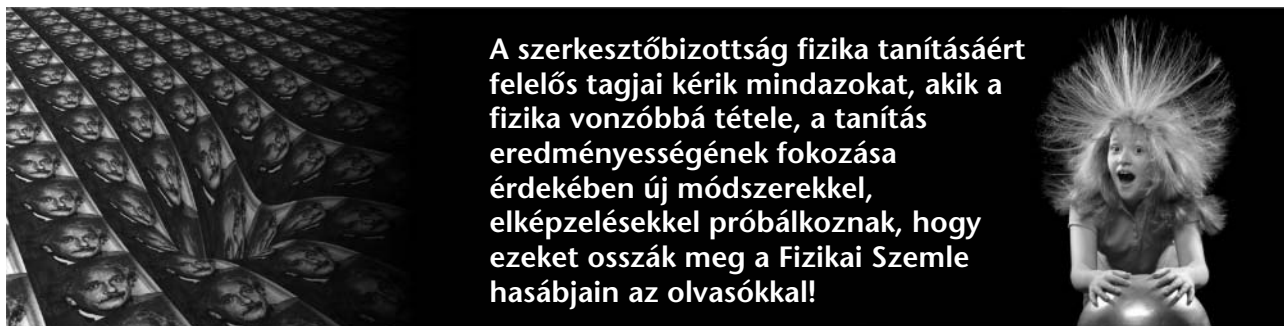 A szerkesztőbizottság fizika tanításáért
felelős tagjai kérik mindazokat, akik a
fizika vonzóbbá tétele, a tanítás
eredményességének fokozása
érdekében új módszerekkel,
elképzelésekkel próbálkoznak, hogy
ezeket osszák meg a Fizikai Szemle
hasábjain az olvasókkal!